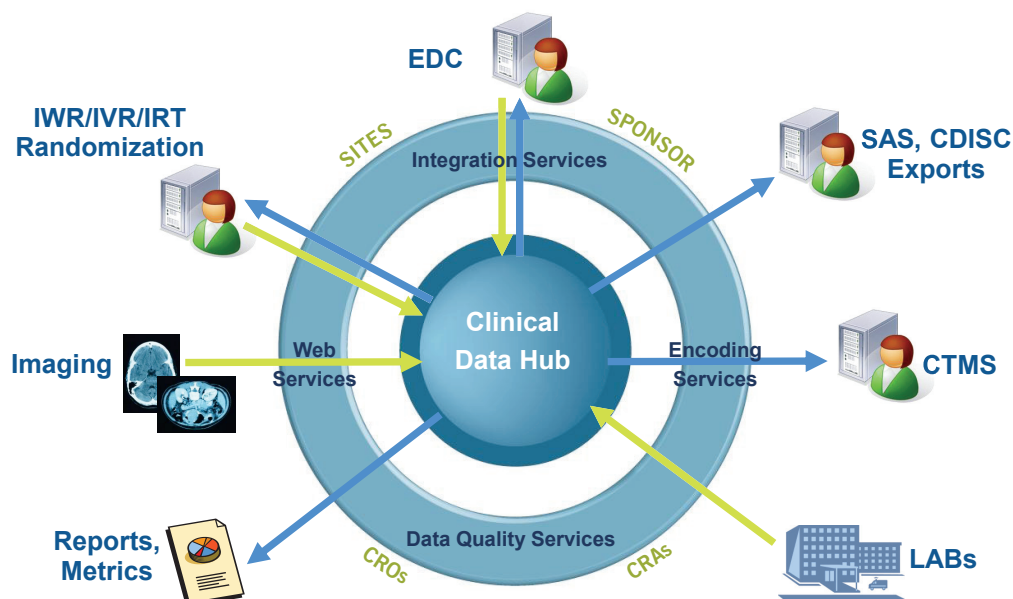 EDC
IWR/IVR/IRT
Randomization
SITES
SPONSOR
Integration Services
SAS, CDISC
Exports
Clinical
Data Hub
Imaging
Web
Services
Encoding
Services
CTMS
Reports,
Metrics
CROs
Data Quality Services
CRAs
LABs